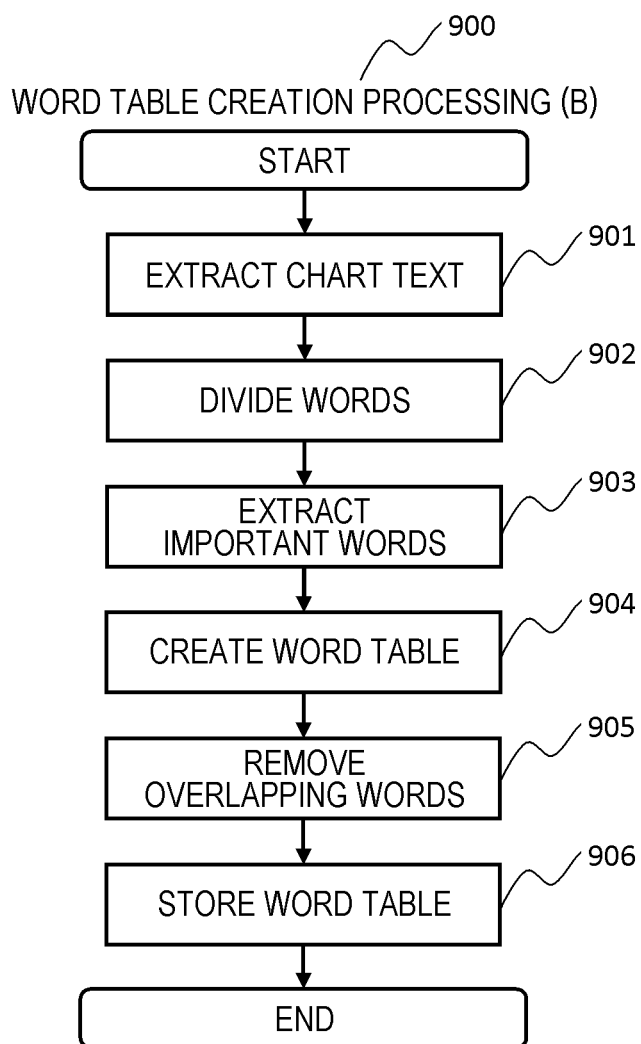 900
WORD TABLE CREATION PROCESSING (B)
START
EXTRACT CHART TEXT
901
DIVIDE WORDS
902
EXTRACT
IMPORTANT WORDS
903
CREATE WORD TABLE
904
REMOVE
OVERLAPPING WORDS
905
STORE WORD TABLE
906
END